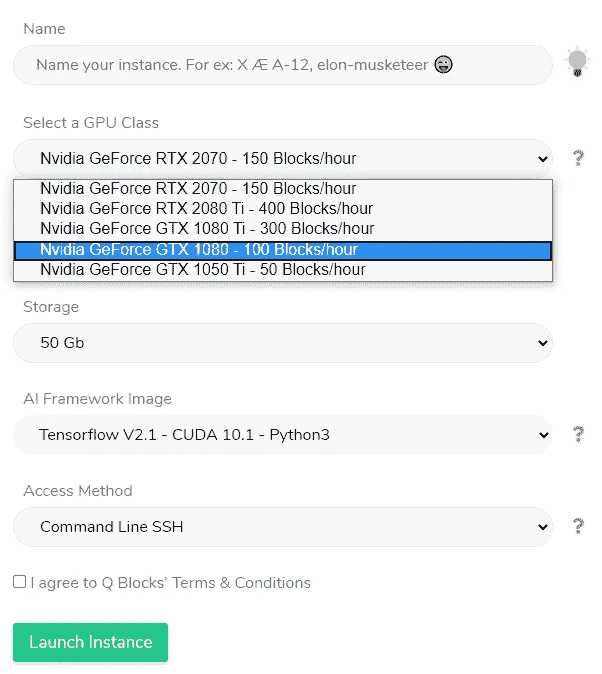 Name
Name your instance. For ex: X Æ A-12, elon-musketeer 😜
Select a GPU Class
Nvidia GeForce RTX 2070 - 150 Blocks/hour
?
Nvidia GeForce RTX 2070 - 150 Blocks/hour
Nvidia GeForce RTX 2080 Ti - 400 Blocks/hour
Nvidia GeForce GTX 1080 Ti - 300 Blocks/hour
Nvidia GeForce GTX 1080 - 100 Blocks/hour
Nvidia GeForce GTX 1050 Ti - 50 Blocks/hour
Storage
50 Gb
AI Framework Image
Tensorflow V2.1 - CUDA 10.1 - Python3
?
Access Method
Command Line SSH
?
I agree to Q Blocks' Terms & Conditions
Launch Instance